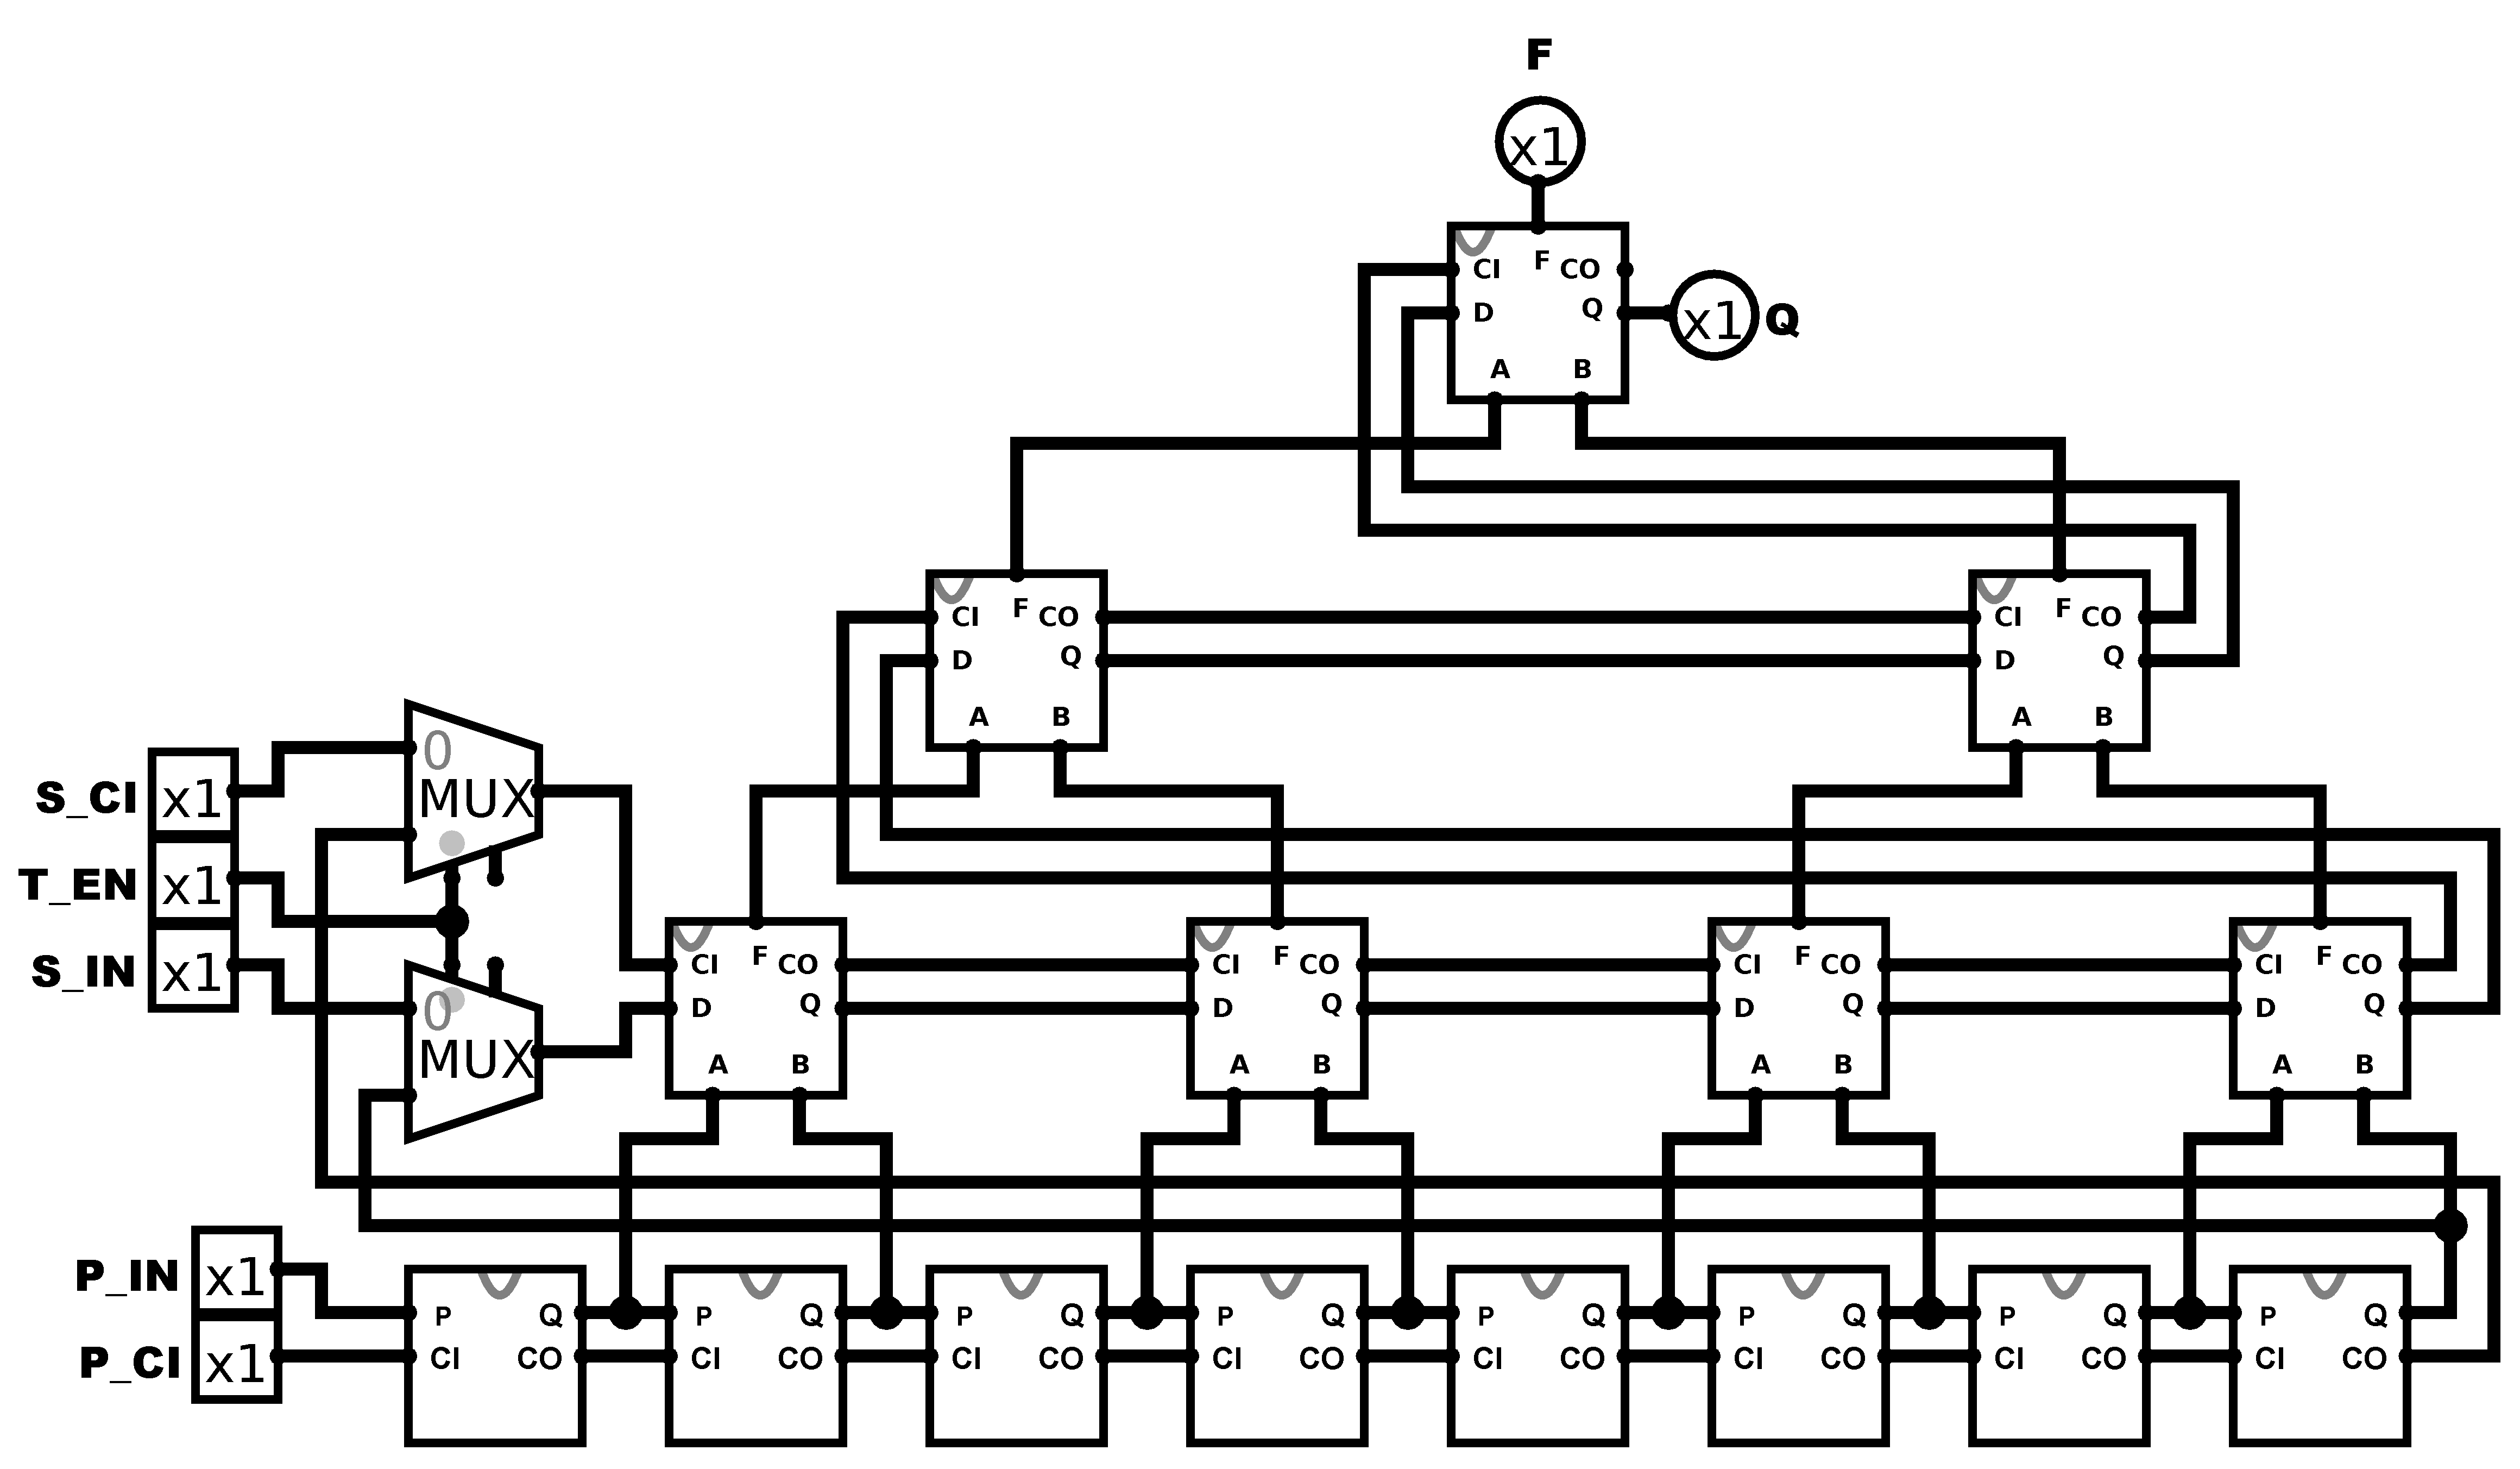 F
x1
CI F CO
D Q
x1 Q
A B
CI F CO
D Q
A B
CI F CO
D Q
A B
0
MUX
S_CI x1
T_EN x1
S_IN x1
0
MUX
CI F CO
D Q
A B
CI F CO
D Q
A B
CI F CO
D Q
A B
CI F CO
D Q
A B
P_IN x1
P_CI x1
P Q
CI CO
P Q
CI CO
P Q
CI CO
P Q
CI CO
P Q
CI CO
P Q
CI CO
P Q
CI CO
P Q
CI CO